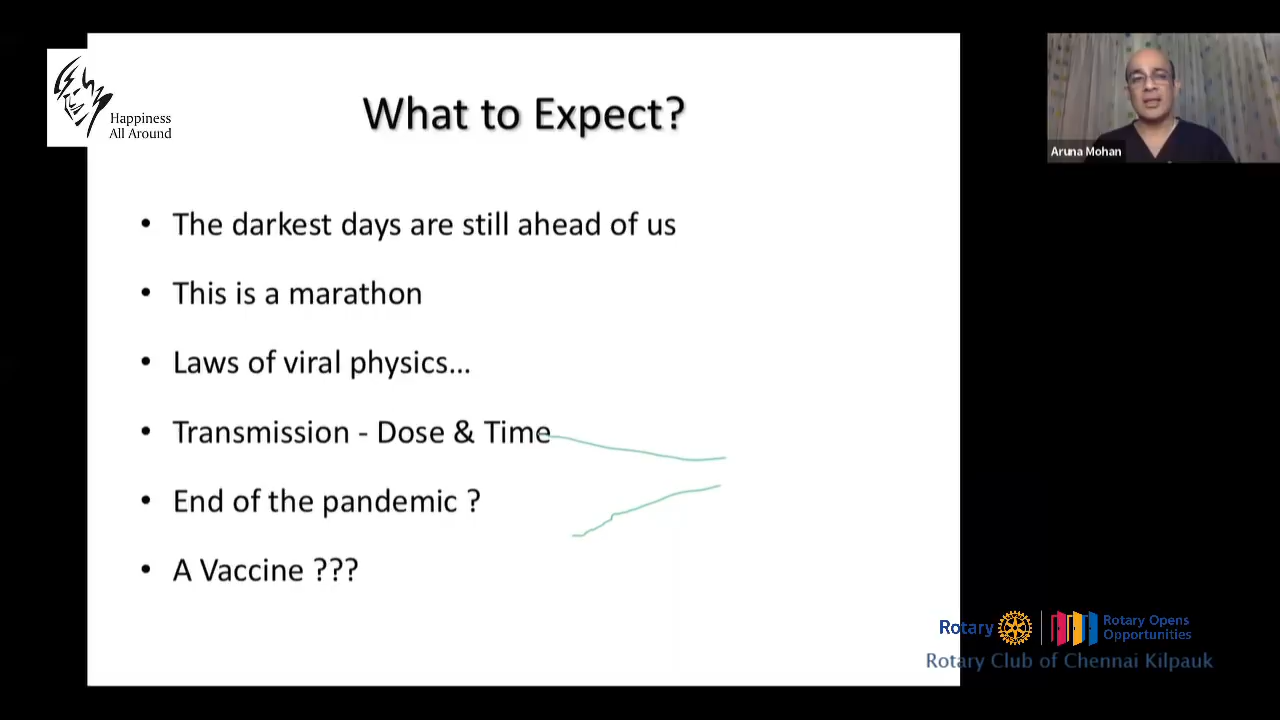 Happiness
All Around
What to Expect?
• The darkest days are still ahead of us
• This is a marathon
• Laws of viral physics...
• Transmission - Dose & Time
• End of the pandemic ?
• A Vaccine ???
Aruna Mohan
Rotary
Rotary Opens
Opportunities
Rotary Club of Chennai Kilpauk